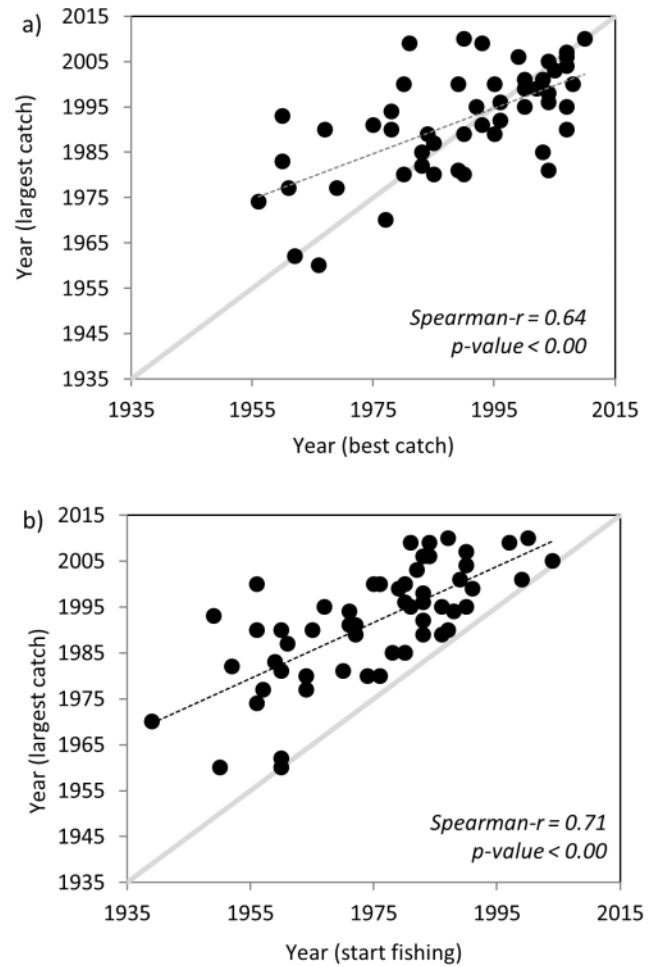 a)
2015
2005
1995
1985
1975
1965
1955
1945
1935
Year (largest catch)
Spearman-r = 0.64
p-value < 0.00
1935 1955 1975 1995 2015
Year (best catch)
b)
2015
2005
1995
1985
1975
1965
1955
1945
1935
Year (largest catch)
Spearman-r = 0.71
p-value < 0.00
1935 1955 1975 1995 2015
Year (start fishing)